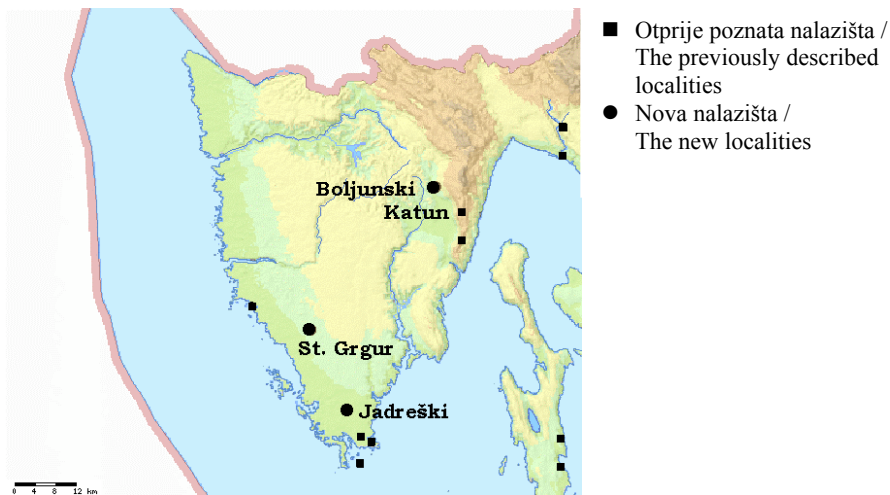 Otprije poznata nalazišta /
The previously described
localities
Nova nalazišta /
The new localities
Boljunski
Katun
St. Grgur
Jadreški
0 4 8 12 km